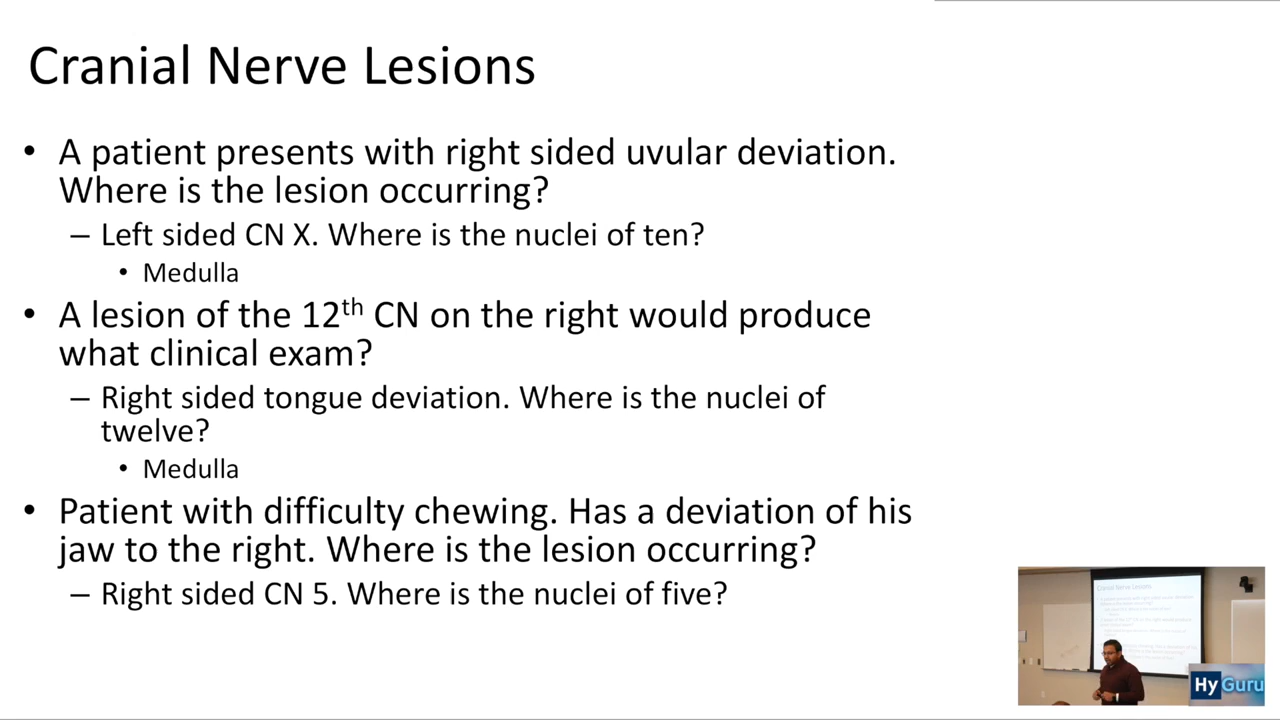 Cranial Nerve Lesions
• A patient presents with right sided uvular deviation.
Where is the lesion occurring?
– Left sided CN X. Where is the nuclei of ten?
• Medulla
• A lesion of the 12th CN on the right would produce
what clinical exam?
– Right sided tongue deviation. Where is the nuclei of
twelve?
• Medulla
• Patient with difficulty chewing. Has a deviation of his
jaw to the right. Where is the lesion occurring?
– Right sided CN 5. Where is the nuclei of five?
Cranial Nerve Lesions
HyGuru